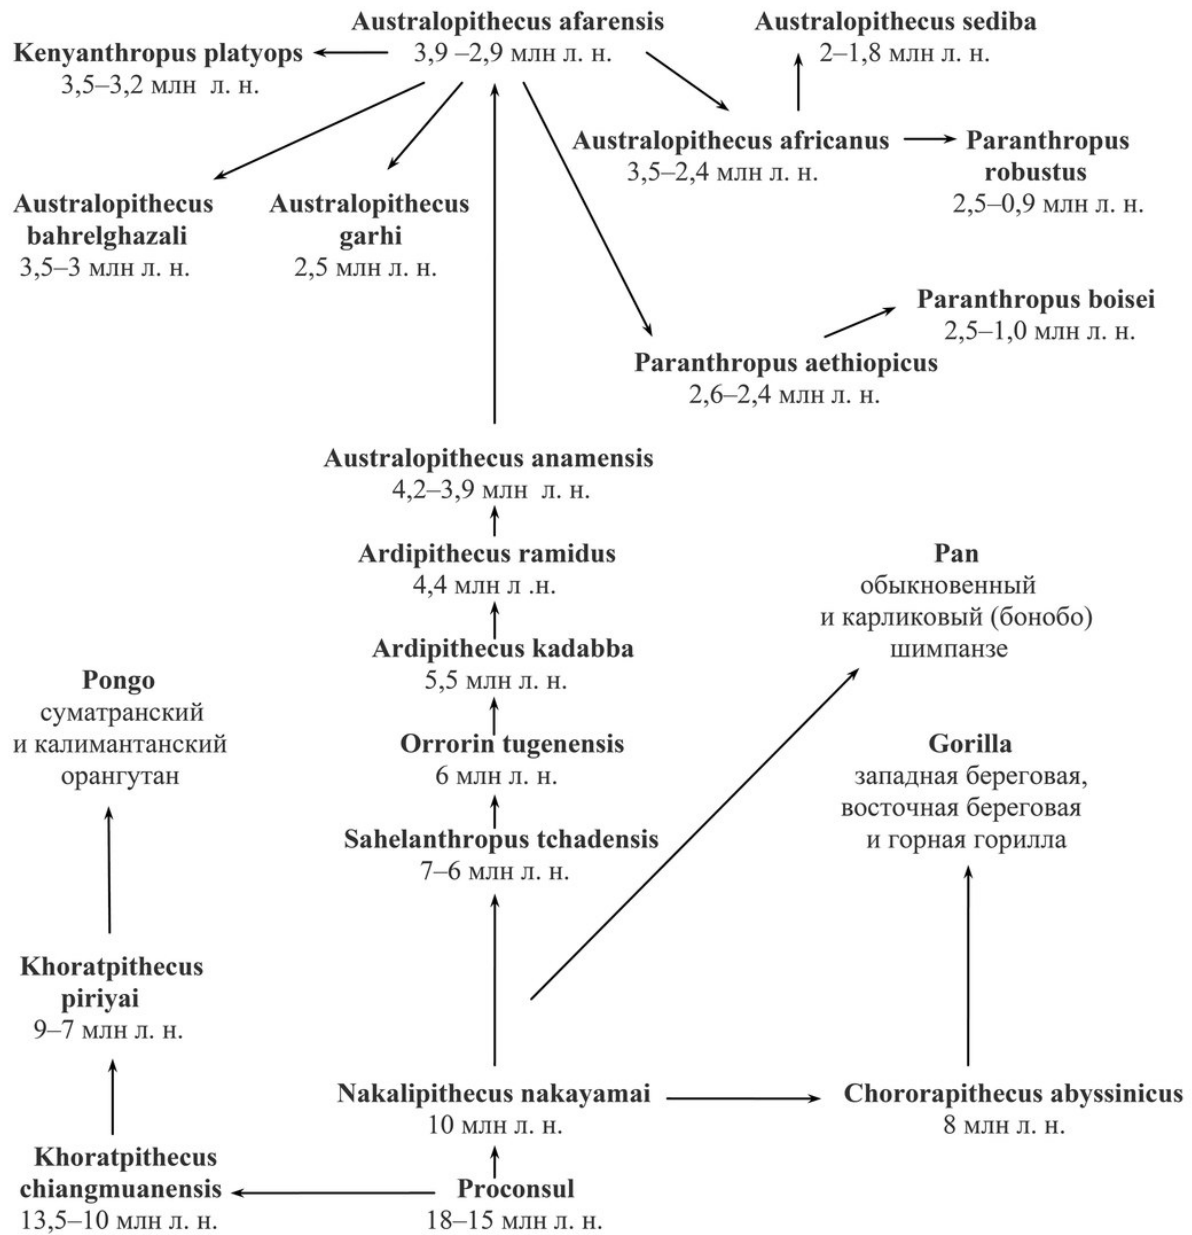 Australopithecus afarensis
3,9 –2,9 млн л. н.
Australopithecus sediba
2–1,8 млн л. н.
Kenyanthropus platyops
3,5–3,2 млн л. н.
Australopithecus africanus
3,5–2,4 млн л. н.
Paranthropus
robustus
2,5–0,9 млн л. н.
Australopithecus
bahrelghazali
3,5–3 млн л. н.
Australopithecus
garhi
2,5 млн л. н.
Paranthropus boisei
2,5–1,0 млн л. н.
Paranthropus aethiopicus
2,6–2,4 млн л. н.
Australopithecus anamensis
4,2–3,9 млн л. н.
Ardipithecus ramidus
4,4 млн л .н.
Pan
обыкновенный
и карликовый (бонобо)
шимпанзе
Ardipithecus kadabba
5,5 млн л. н.
Pongo
суматранский
и калимантанский
орангутан
Orrorin tugenensis
6 млн л. н.
Gorilla
западная береговая,
восточная береговая
и горная горилла
Sahelanthropus tchadensis
7–6 млн л. н.
Khoratpithecus
piriyai
9–7 млн л. н.
Nakalipithecus nakayamai
10 млн л. н.
Chororapithecus abyssinicus
8 млн л. н.
Khoratpithecus
chiangmuanensis
13,5–10 млн л. н.
Proconsul
18–15 млн л. н.